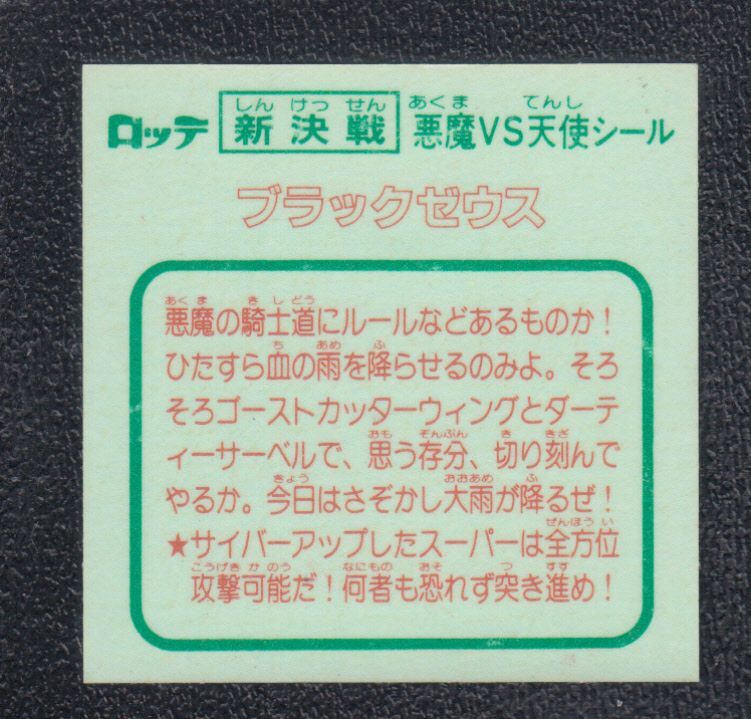 しん けっ せん あくま てんし
ロッテ 新決戦 悪魔VS天使シール
ブラックゼウス
あくま きしどう
悪魔の騎士道にルールなどあるものか！
ち あめ ふ
ひたすら血の雨を降らせるのみよ。そろ
そろゴーストカッターウィングとダーテ
おも ぞんぶん き きざ
ィーサーベルで、思う存分、切り刻んで
きょう おおあめ ふ
やるか。今日はさぞかし大雨が降るぜ！
ぜんほうい
★サイバーアップしたスーパーは全方位
こうげきかのう なにもの おそ つ すす
攻撃可能だ！何者も恐れず突き進め！